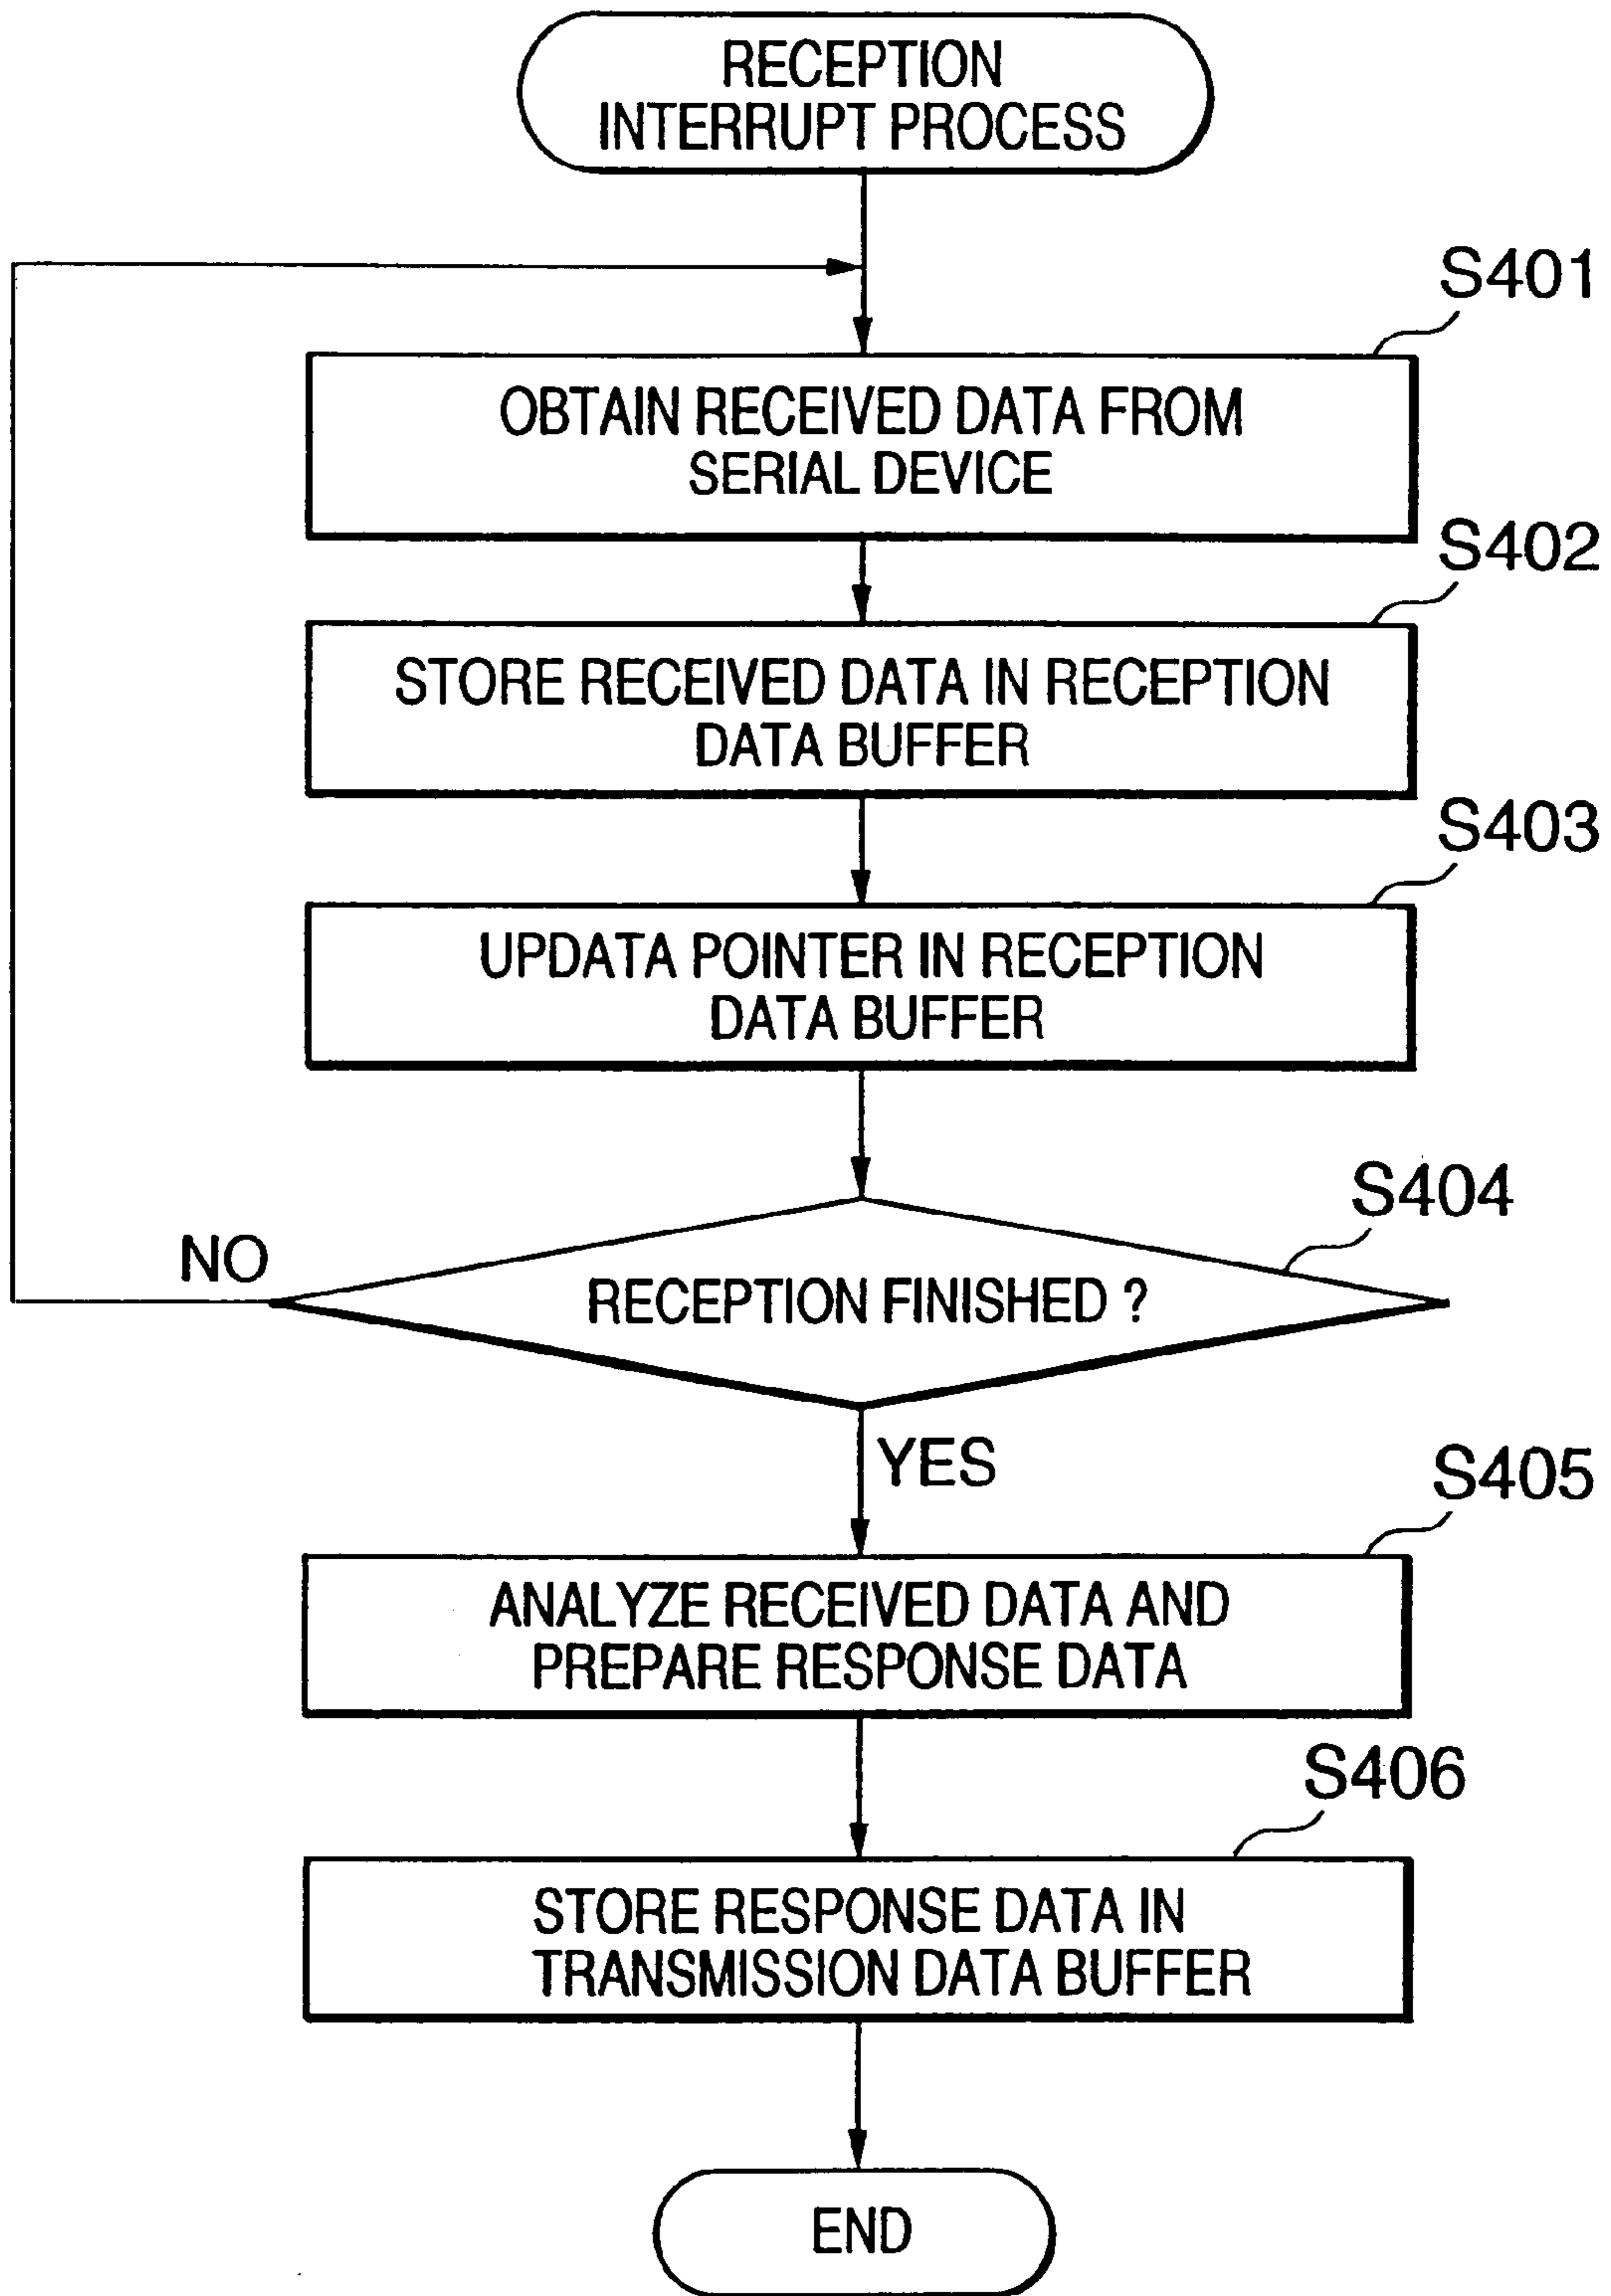 RECEPTION
INTERRUPT PROCESS
S401
OBTAIN RECEIVED DATA FROM
SERIAL DEVICE
S402
STORE RECEIVED DATA IN RECEPTION
DATA BUFFER
S403
UPDATA POINTER IN RECEPTION
DATA BUFFER
S404
NO
RECEPTION FINISHED ?
YES
S405
ANALYZE RECEIVED DATA AND
PREPARE RESPONSE DATA
S406
STORE RESPONSE DATA IN
TRANSMISSION DATA BUFFER
END